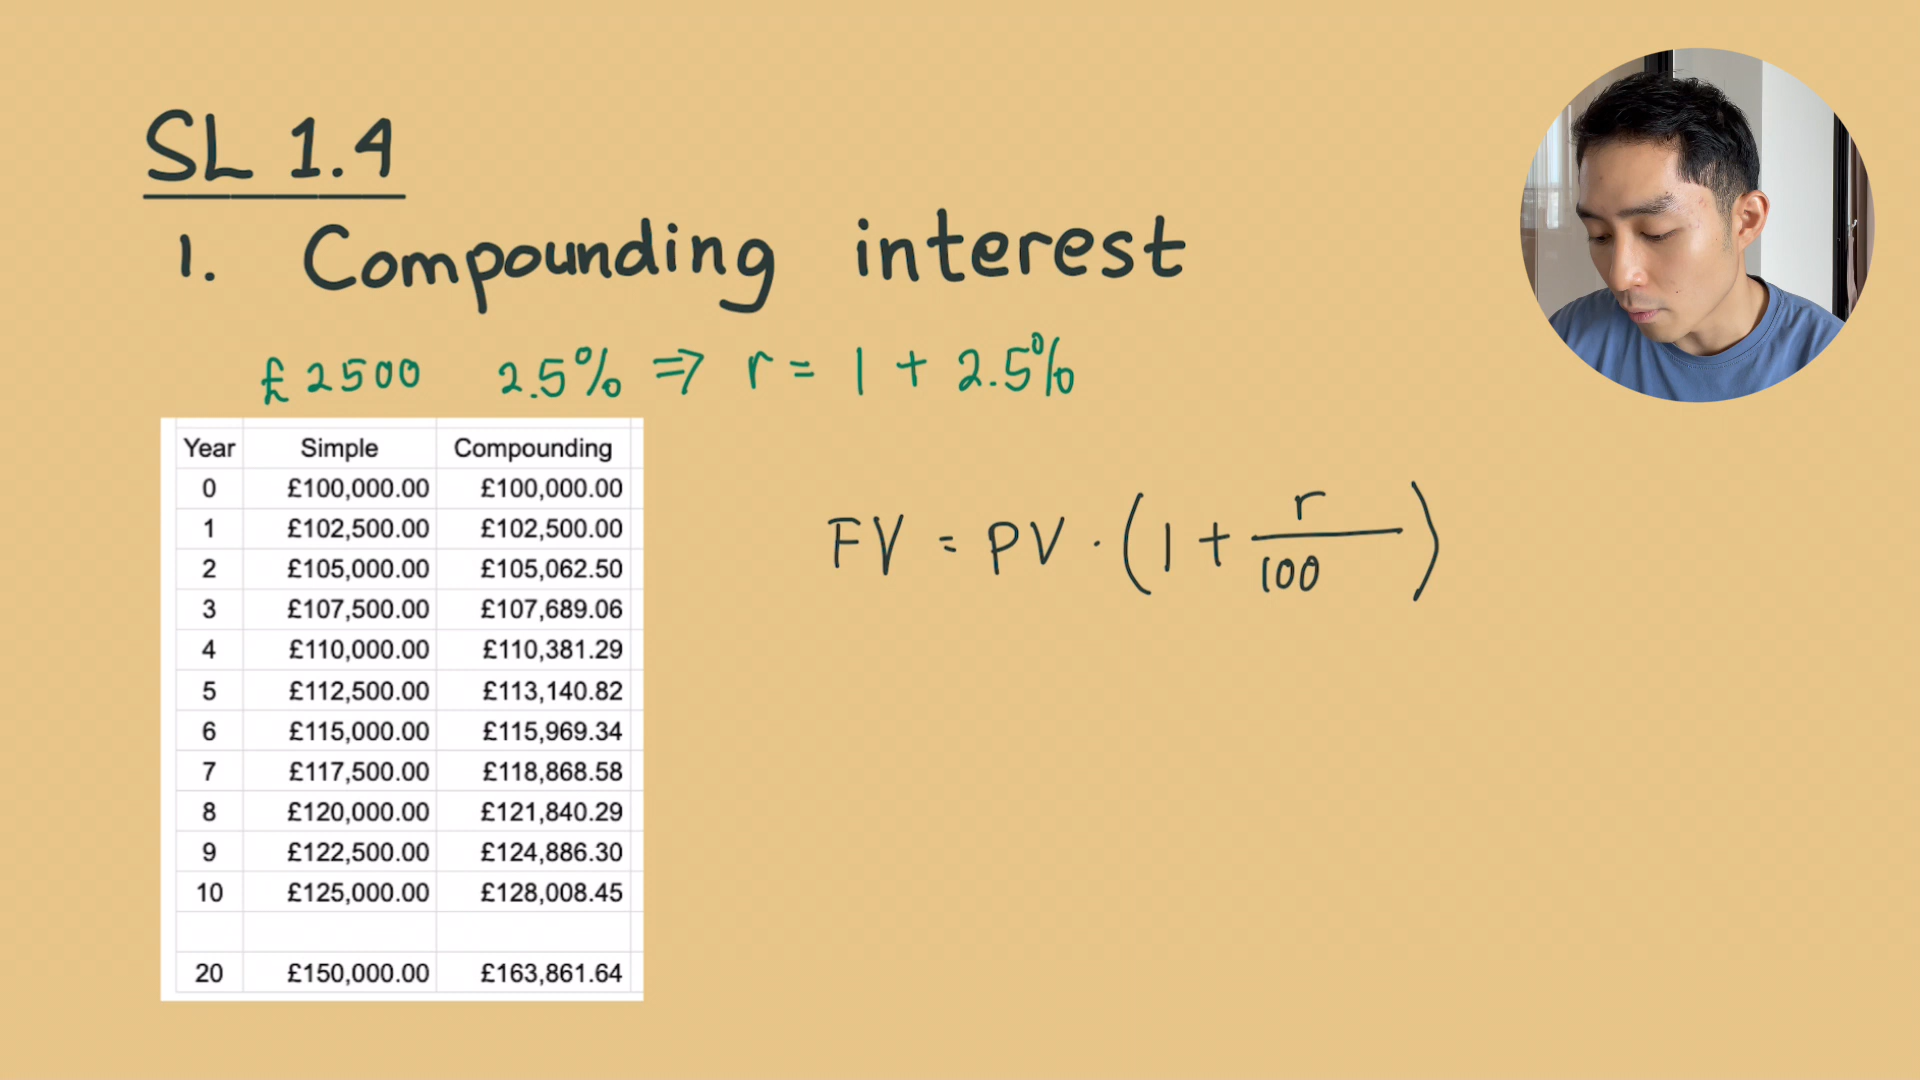 SL 1.4
1. Compounding interest
£2500 2.5% ⇒ r = 1 + 2.5%
Year Simple Compounding
0 £100,000.00 £100,000.00
1 £102,500.00 £102,500.00
2 £105,000.00 £105,062.50
3 £107,500.00 £107,689.06
4 £110,000.00 £110,381.29
5 £112,500.00 £113,140.82
6 £115,000.00 £115,969.34
7 £117,500.00 £118,868.58
8 £120,000.00 £121,840.29
9 £122,500.00 £124,886.30
10 £125,000.00 £128,008.45
20 £150,000.00 £163,861.64
FV = PV · (1 + r/100)